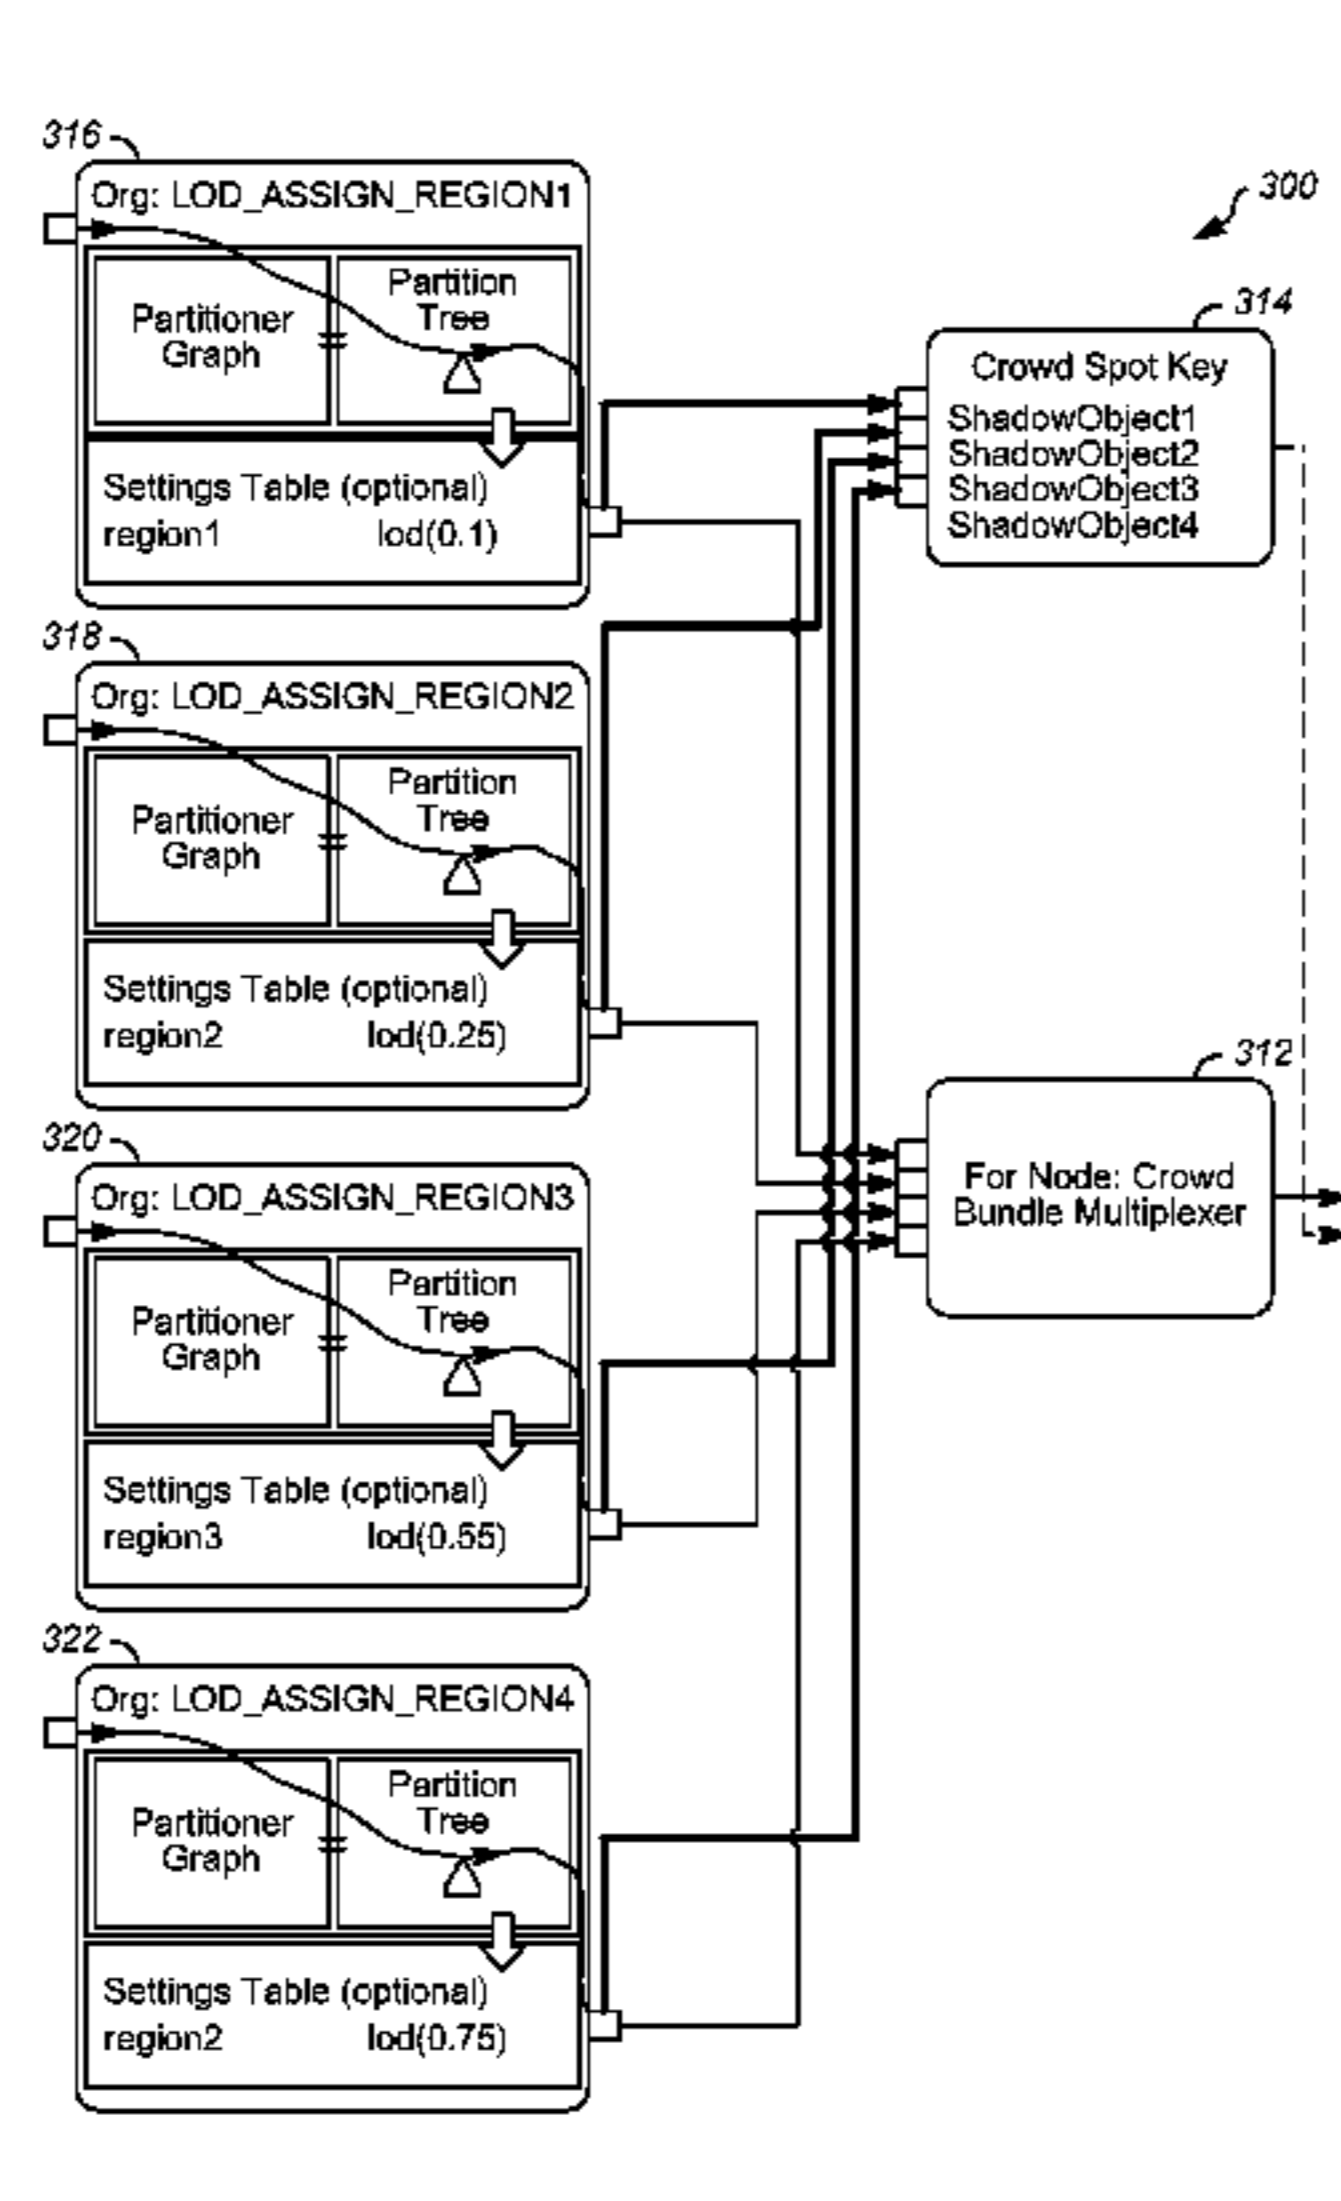 316
Org: LOD_ASSIGN_REGION1
Partitioner
Graph
Partition
Tree
Settings Table (optional)
region1 lod(0.1)
318
Org: LOD_ASSIGN_REGION2
Partitioner
Graph
Partition
Tree
Settings Table (optional)
region2 lod(0.25)
320
Org: LOD_ASSIGN_REGION3
Partitioner
Graph
Partition
Tree
Settings Table (optional)
region3 lod(0.55)
322
Org: LOD_ASSIGN_REGION4
Partitioner
Graph
Partition
Tree
Settings Table (optional)
region2 lod(0.75)
300
314
Crowd Spot Key
ShadowObject1
ShadowObject2
ShadowObject3
ShadowObject4
312
For Node: Crowd
Bundle Multiplexer